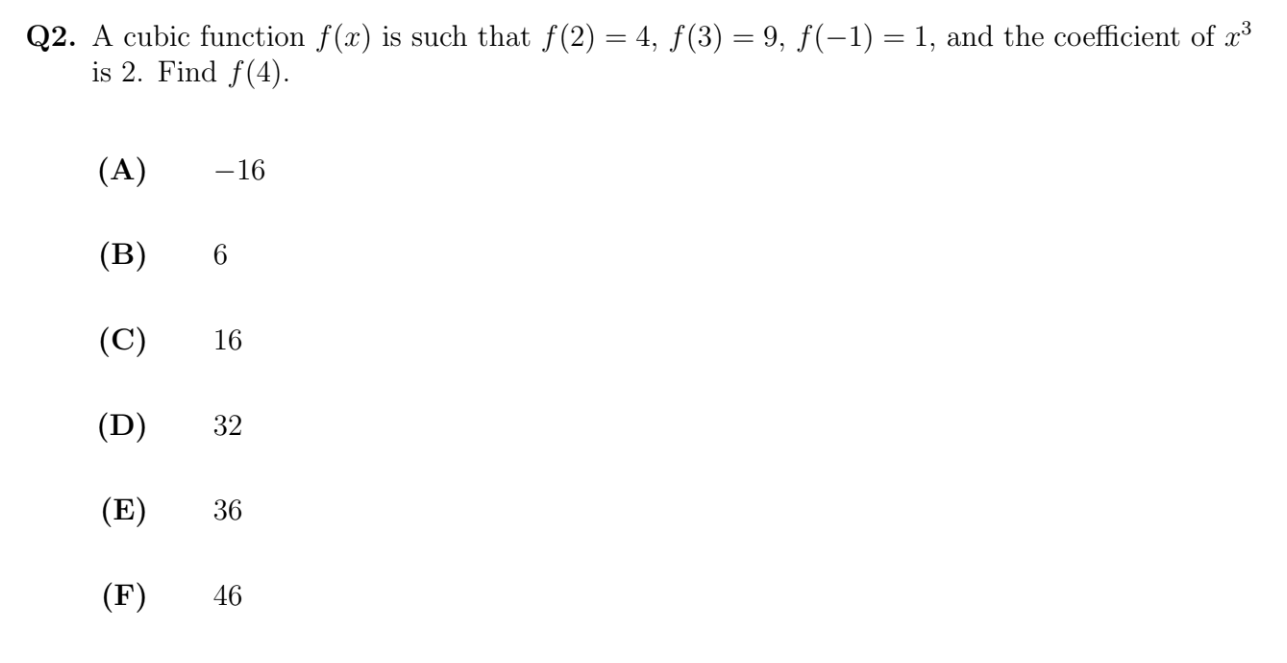 Q2. A cubic function f(x) is such that f(2) = 4, f(3) = 9, f(−1) = 1, and the coefficient of x³
is 2. Find f(4).
(A) −16
(B) 6
(C) 16
(D) 32
(E) 36
(F) 46